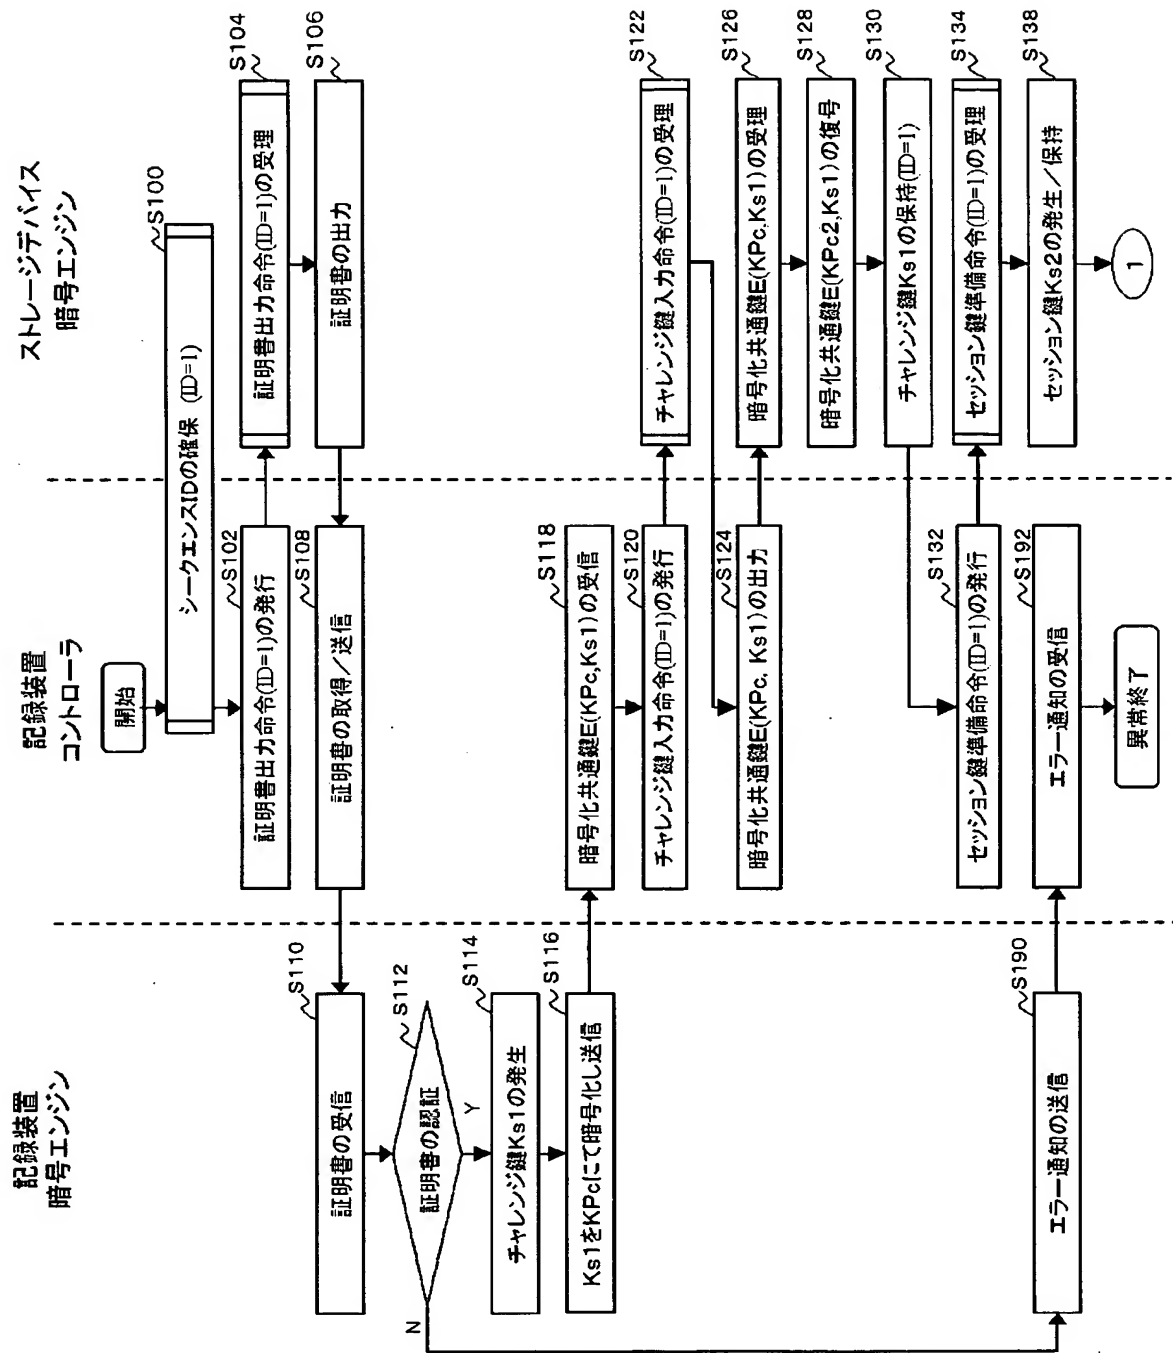 記録装置
暗号エンジン
記録装置
コントローラ
ストレージデバイス
暗号エンジン
開始
S100
シークエンスIDの確保 (ID=1)
S102
証明書出力命令(ID=1)の発行
S104
証明書出力命令(ID=1)の受理
S106
証明書の出力
S108
証明書の取得/送信
S110
証明書の受信
S112
証明書の認証
Y
N
S114
チャレンジ鍵Ks1の発生
S116
Ks1をKPcにて暗号化し送信
S118
暗号化共通鍵E(KPc,Ks1)の受信
S120
チャレンジ鍵入力命令(ID=1)の発行
S122
チャレンジ鍵入力命令(ID=1)の受理
S124
暗号化共通鍵E(KPc, Ks1)の出力
S126
暗号化共通鍵E(KPc,Ks1)の受理
S128
暗号化共通鍵E(KPc2,Ks1)の復号
S130
チャレンジ鍵Ks1の保持(ID=1)
S132
セッション鍵準備命令(ID=1)の発行
S134
セッション鍵準備命令(ID=1)の受理
S138
セッション鍵Ks2の発生/保持
1
S190
エラー通知の送信
S192
エラー通知の受信
異常終了